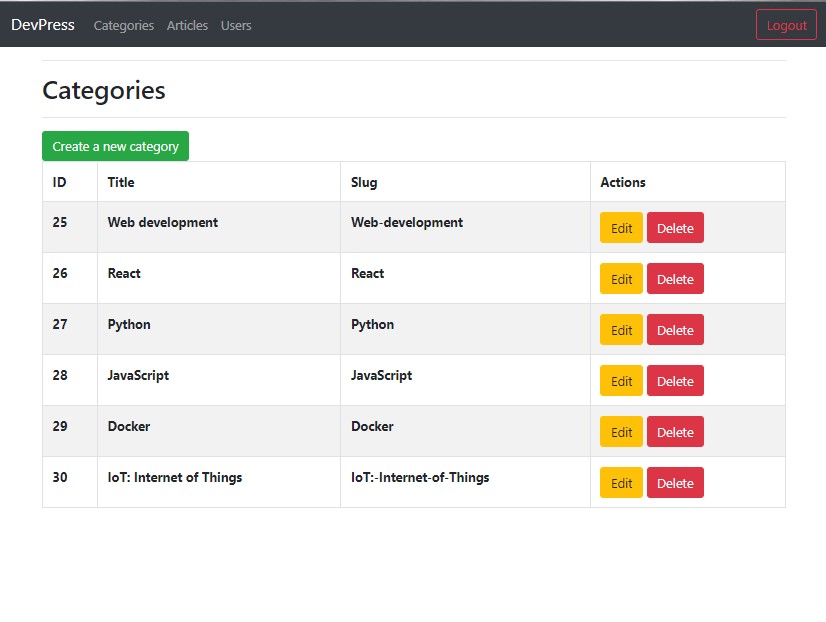 DevPress Categories Articles Users Logout
Categories
Create a new category
ID Title Slug Actions
25 Web development Web-development Edit Delete
26 React React Edit Delete
27 Python Python Edit Delete
28 JavaScript JavaScript Edit Delete
29 Docker Docker Edit Delete
30 IoT: Internet of Things IoT:-Internet-of-Things Edit Delete